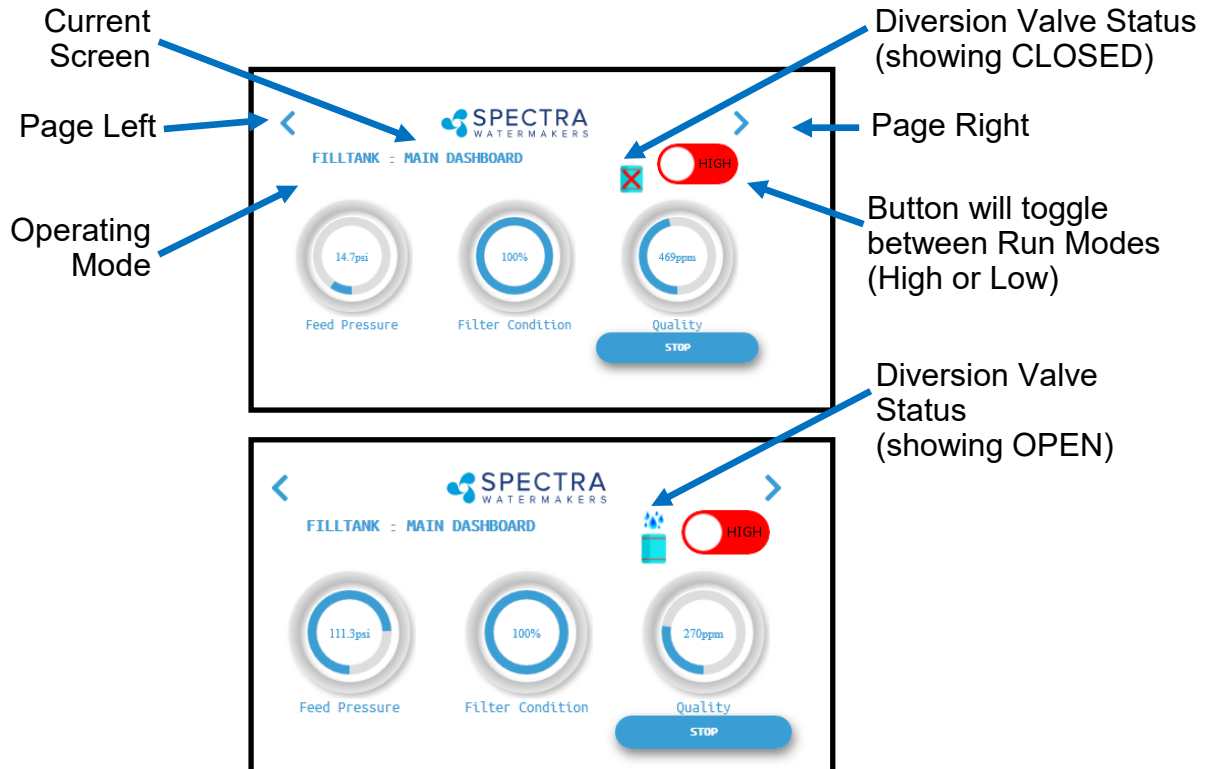 Current
Screen
Diversion Valve Status
(showing CLOSED)
Page Left
SPECTRA
WATERMAKERS
Page Right
FILLTANK : MAIN DASHBOARD
HIGH
Operating
Mode
Button will toggle
between Run Modes
(High or Low)
14.7psi
100%
469ppm
Feed Pressure
Filter Condition
Quality
STOP
Diversion Valve
Status
(showing OPEN)
SPECTRA
WATERMAKERS
FILLTANK : MAIN DASHBOARD
HIGH
111.3psi
100%
270ppm
Feed Pressure
Filter Condition
Quality
STOP